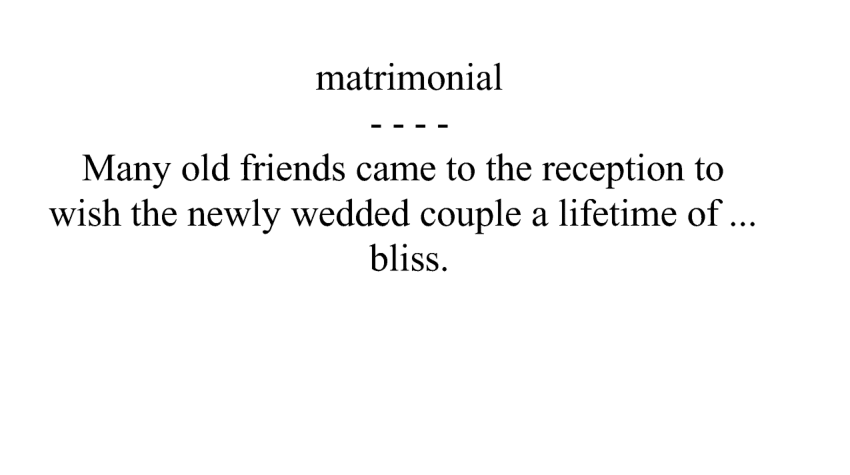 matrimonial
- - - -
Many old friends came to the reception to
wish the newly wedded couple a lifetime of ...
bliss.